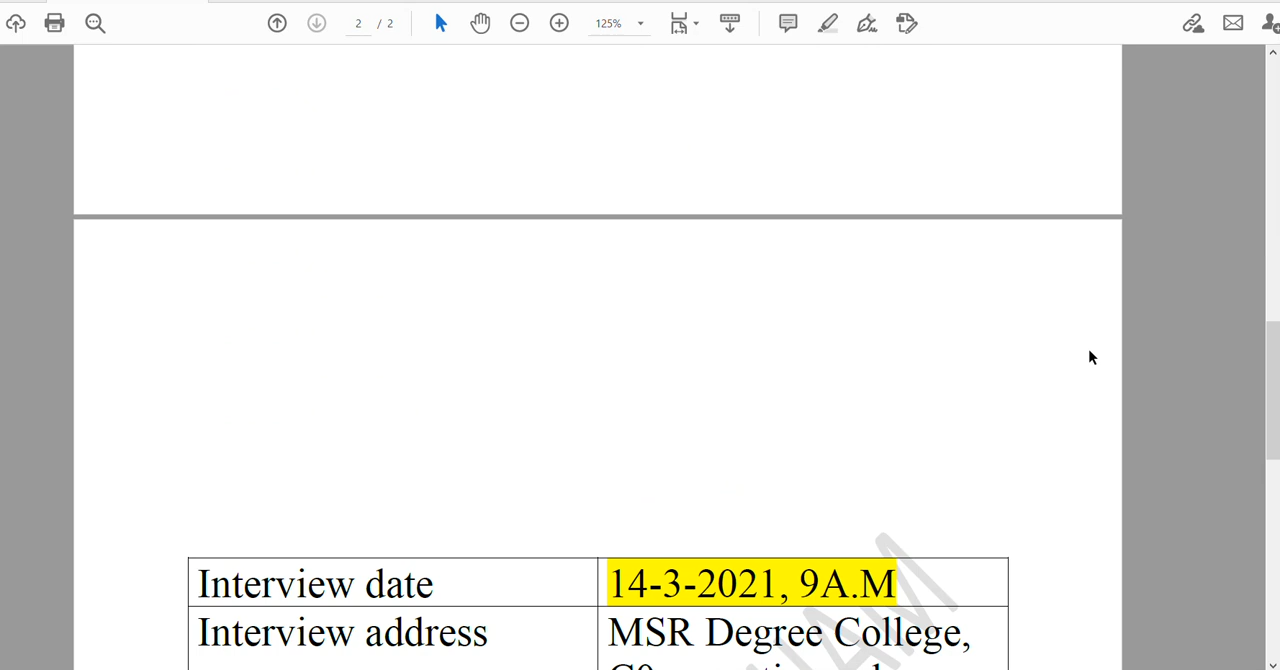 2 / 2
125%
Interview date 14-3-2021, 9A.M
Interview address MSR Degree College,